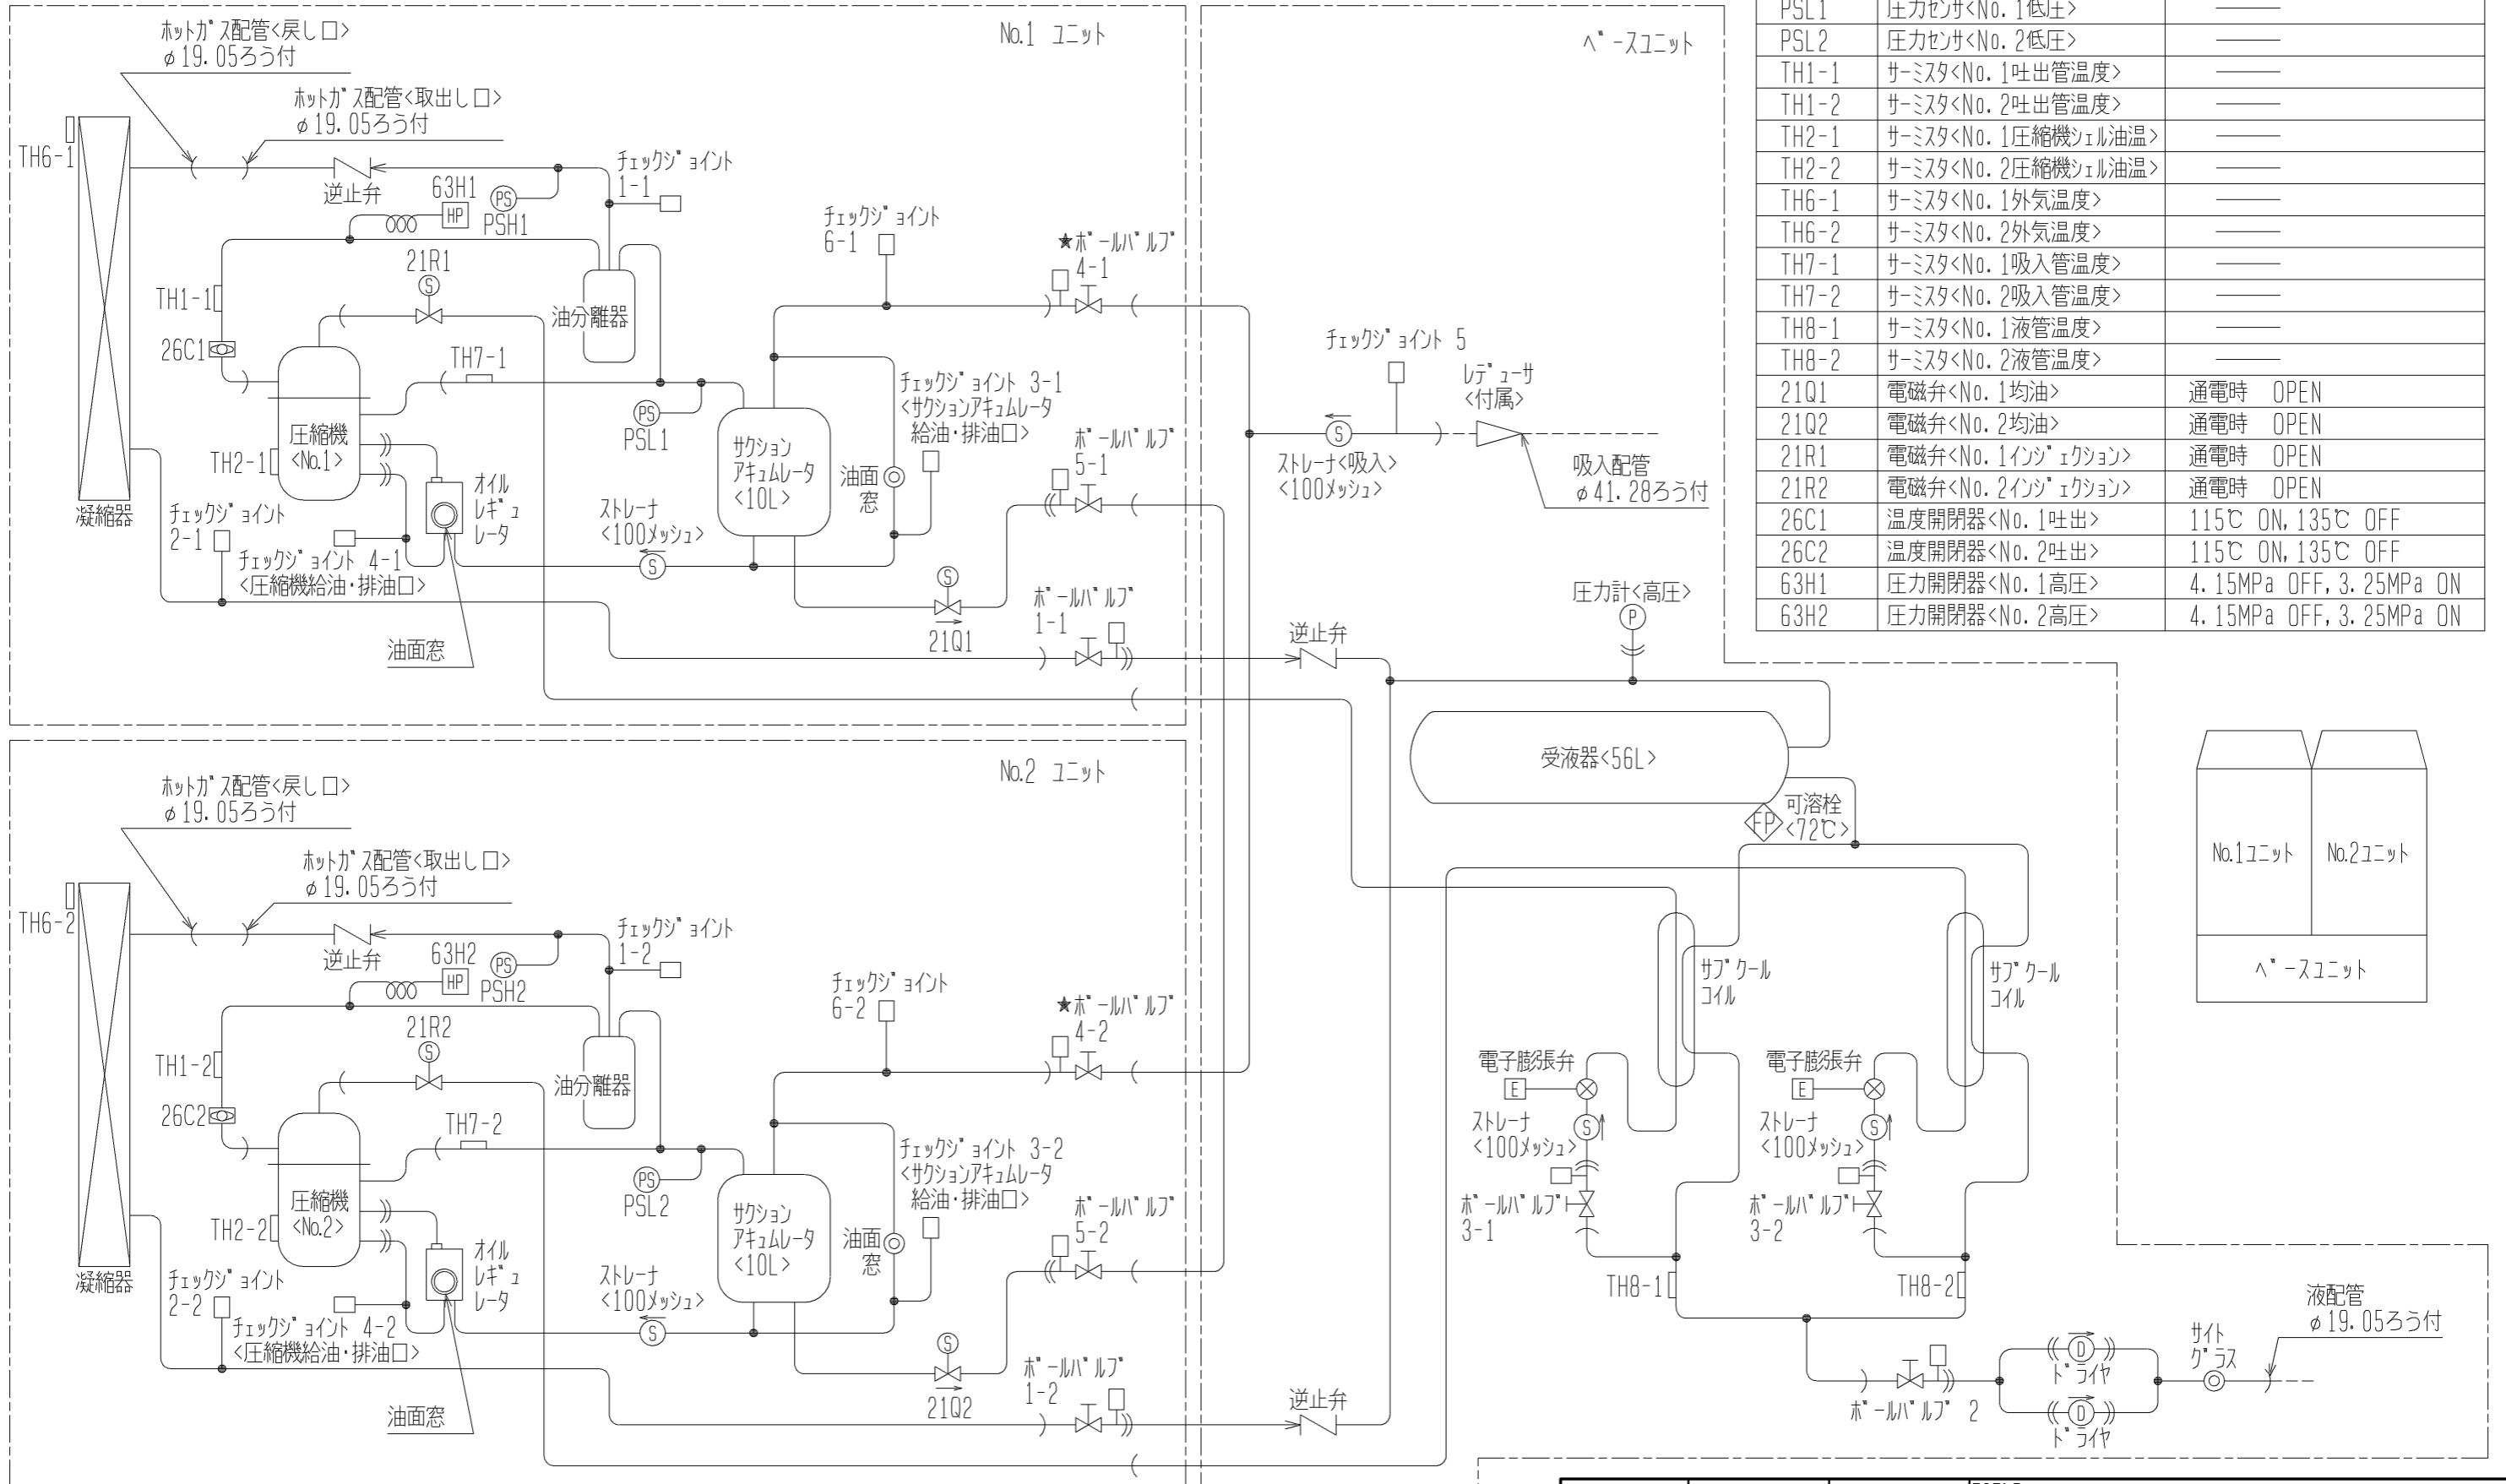 ホットガス配管<戻し口>
φ19.05ろう付
ホットガス配管<取出し口>
φ19.05ろう付
No.1 ユニット
TH6-1
逆止弁
63H1
HP
PS
PSH1
チェックジョイント
1-1
チェックジョイント
6-1
★ボールバルブ
4-1
21R1
S
TH1-1
油分離器
26C1
TH7-1
PS
PSL1
圧縮機
<No.1>
TH2-1
サクション
アキュムレータ
<10L>
チェックジョイント 3-1
<サクションアキュムレータ
給油・排油口>
油面
窓
ボールバルブ
5-1
凝縮器
チェックジョイント
2-1
オイル
レギュ
レータ
ストレーナ
<100メッシュ>
S
チェックジョイント 4-1
<圧縮機給油・排油口>
油面窓
S
21Q1
ボールバルブ
1-1
ホットガス配管<戻し口>
φ19.05ろう付
No.2 ユニット
ホットガス配管<取出し口>
φ19.05ろう付
TH6-2
逆止弁
63H2
HP
PS
PSH2
チェックジョイント
1-2
チェックジョイント
6-2
★ボールバルブ
4-2
21R2
S
TH1-2
油分離器
26C2
TH7-2
PS
PSL2
圧縮機
<No.2>
TH2-2
サクション
アキュムレータ
<10L>
チェックジョイント 3-2
<サクションアキュムレータ
給油・排油口>
油面
窓
ボールバルブ
5-2
凝縮器
チェックジョイント
2-2
オイル
レギュ
レータ
ストレーナ
<100メッシュ>
S
チェックジョイント 4-2
<圧縮機給油・排油口>
油面窓
S
21Q2
ボールバルブ
1-2
ベースユニット
チェックジョイント 5
レデューサ
<付属>
S
ストレーナ<吸入>
<100メッシュ>
吸入配管
φ41.28ろう付
圧力計<高圧>
P
逆止弁
受液器<56L>
FP
可溶栓
<72℃>
サブクール
コイル
サブクール
コイル
電子膨張弁
E
電子膨張弁
E
ストレーナ
<100メッシュ>
S
ストレーナ
<100メッシュ>
S
ボールバルブ
3-1
ボールバルブ
3-2
TH8-1
TH8-2
逆止弁
ボールバルブ 2
D
ドライヤ
D
ドライヤ
サイト
グラス
液配管
φ19.05ろう付
PSL1 圧力センサ<No.1低圧> ―
PSL2 圧力センサ<No.2低圧> ―
TH1-1 サーミスタ<No.1吐出管温度> ―
TH1-2 サーミスタ<No.2吐出管温度> ―
TH2-1 サーミスタ<No.1圧縮機シェル油温> ―
TH2-2 サーミスタ<No.2圧縮機シェル油温> ―
TH6-1 サーミスタ<No.1外気温度> ―
TH6-2 サーミスタ<No.2外気温度> ―
TH7-1 サーミスタ<No.1吸入管温度> ―
TH7-2 サーミスタ<No.2吸入管温度> ―
TH8-1 サーミスタ<No.1液管温度> ―
TH8-2 サーミスタ<No.2液管温度> ―
21Q1 電磁弁<No.1均油> 通電時 OPEN
21Q2 電磁弁<No.2均油> 通電時 OPEN
21R1 電磁弁<No.1インジェクション> 通電時 OPEN
21R2 電磁弁<No.2インジェクション> 通電時 OPEN
26C1 温度開閉器<No.1吐出> 115℃ ON,135℃ OFF
26C2 温度開閉器<No.2吐出> 115℃ ON,135℃ OFF
63H1 圧力開閉器<No.1高圧> 4.15MPa OFF,3.25MPa ON
63H2 圧力開閉器<No.2高圧> 4.15MPa OFF,3.25MPa ON
No.1ユニット
No.2ユニット
ベースユニット